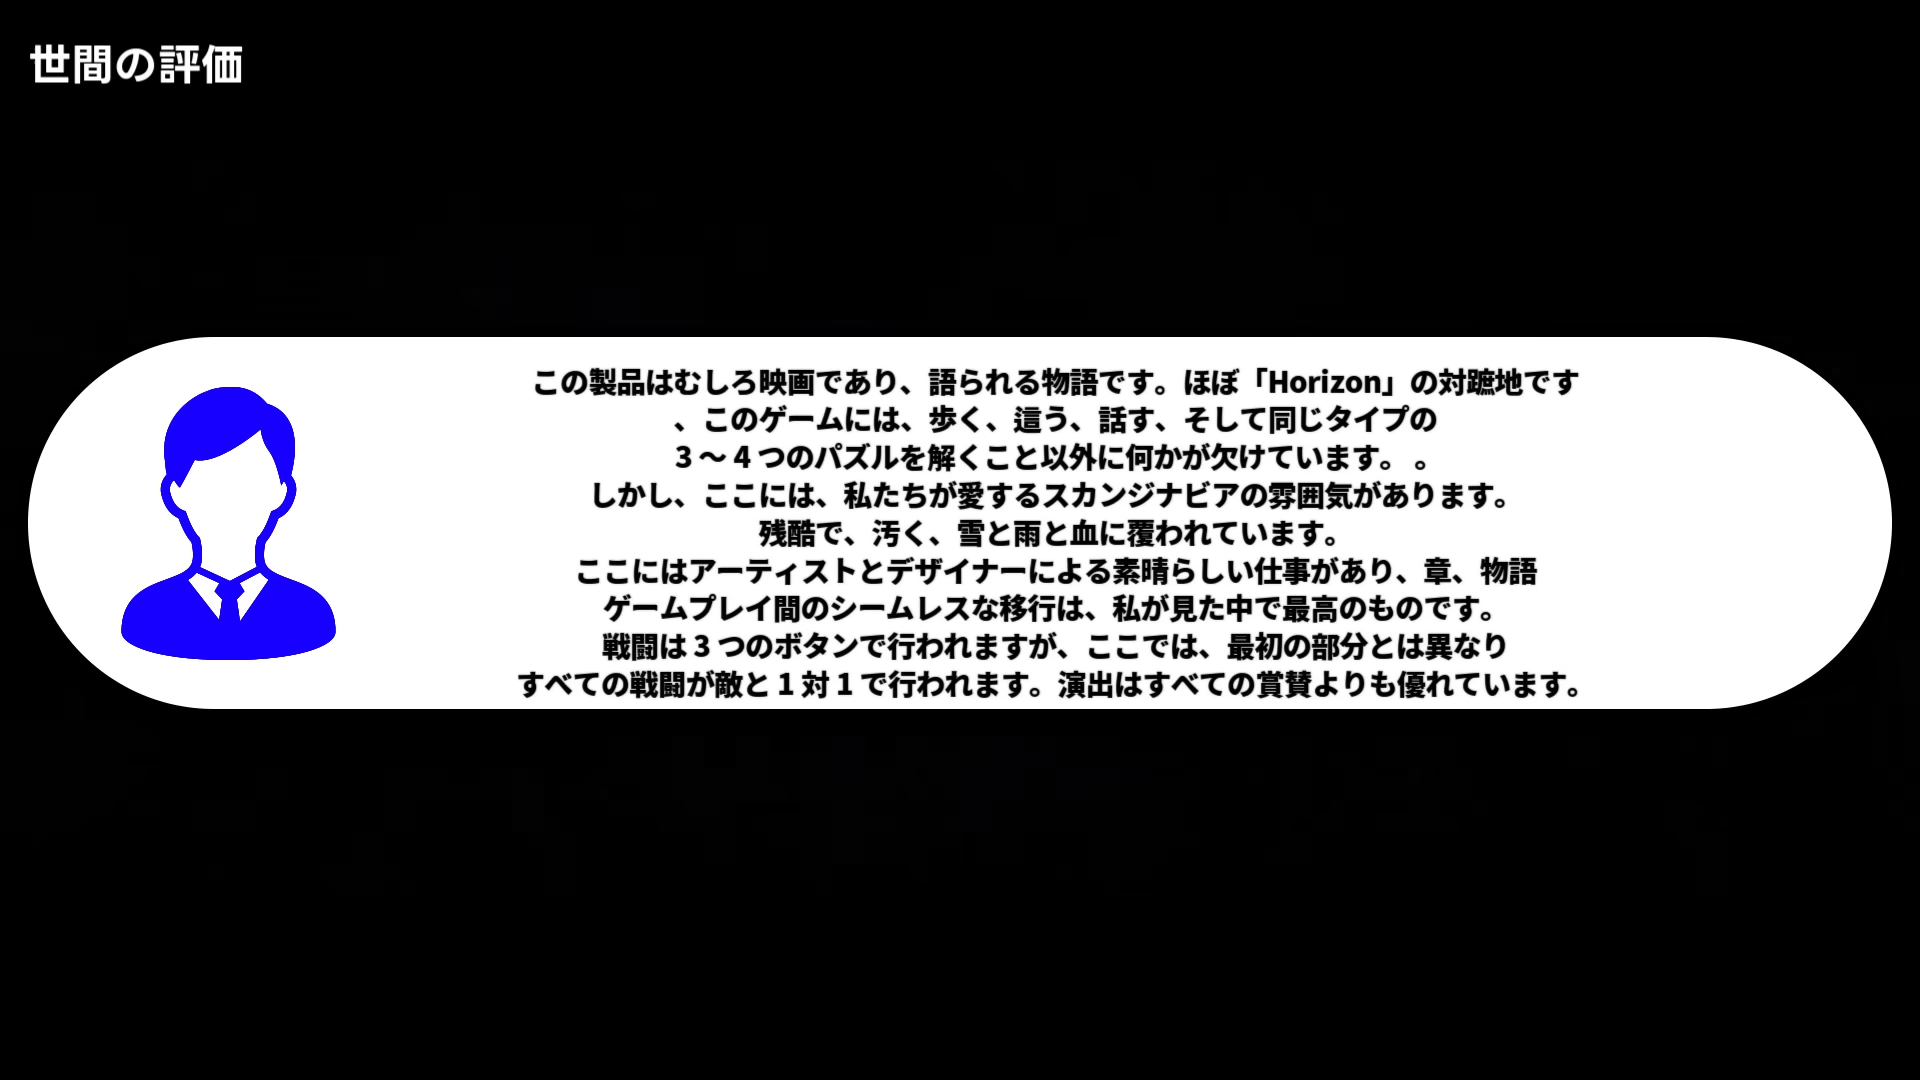 世間の評価
この製品はむしろ映画であり、語られる物語です。ほぼ「Horizon」の対蹠地です
、このゲームには、歩く、這う、話す、そして同じタイプの
3 ～ 4 つのパズルを解くこと以外に何かが欠けています。 。
しかし、ここには、私たちが愛するスカンジナビアの雰囲気があります。
残酷で、汚く、雪と雨と血に覆われています。
ここにはアーティストとデザイナーによる素晴らしい仕事があり、章、物語
ゲームプレイ間のシームレスな移行は、私が見た中で最高のものです。
戦闘は 3 つのボタンで行われますが、ここでは、最初の部分とは異なり
すべての戦闘が敵と 1 対 1 で行われます。演出はすべての賞賛よりも優れています。